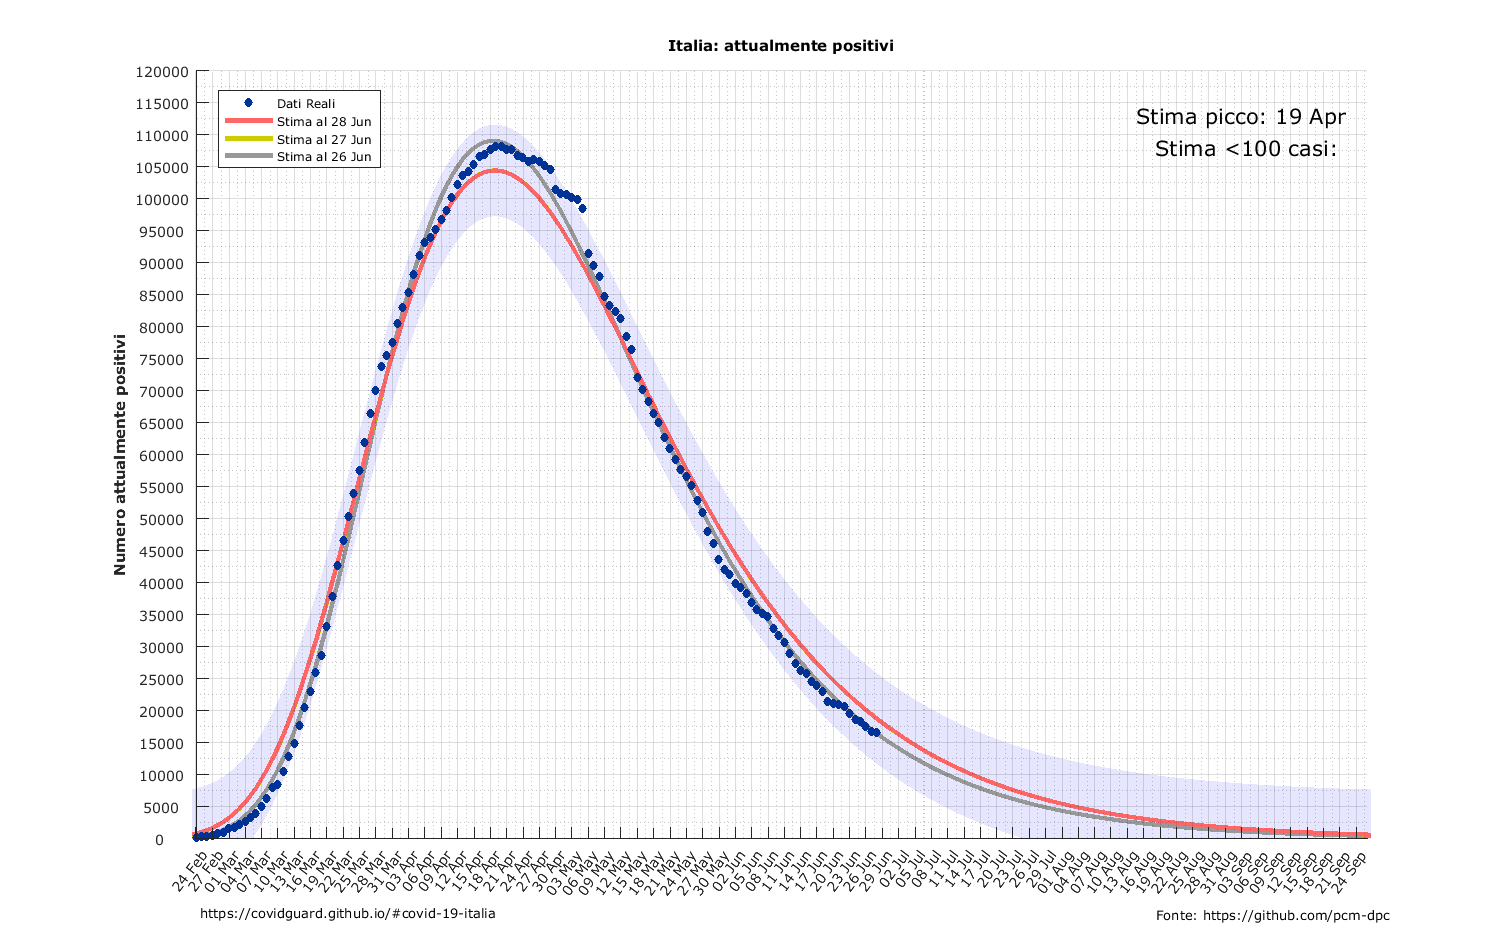 Italia: attualmente positivi
120000
115000
110000
105000
100000
95000
90000
85000
80000
75000
70000
65000
60000
55000
50000
45000
40000
35000
30000
25000
20000
15000
10000
5000
0
Numero attualmente positivi
Dati Reali
Stima al 28 Jun
Stima al 27 Jun
Stima al 26 Jun
Stima picco: 19 Apr
Stima <100 casi:
24 Feb
27 Feb
01 Mar
04 Mar
07 Mar
10 Mar
13 Mar
16 Mar
19 Mar
22 Mar
25 Mar
28 Mar
31 Mar
03 Apr
06 Apr
09 Apr
12 Apr
15 Apr
18 Apr
21 Apr
24 Apr
27 Apr
30 Apr
03 May
06 May
09 May
12 May
15 May
18 May
21 May
24 May
27 May
30 May
02 Jun
05 Jun
08 Jun
11 Jun
14 Jun
17 Jun
20 Jun
23 Jun
26 Jun
29 Jun
02 Jul
05 Jul
08 Jul
11 Jul
14 Jul
17 Jul
20 Jul
23 Jul
26 Jul
29 Jul
01 Aug
04 Aug
07 Aug
10 Aug
13 Aug
16 Aug
19 Aug
22 Aug
25 Aug
28 Aug
31 Aug
03 Sep
06 Sep
09 Sep
12 Sep
15 Sep
18 Sep
21 Sep
24 Sep
https://covidguard.github.io/#covid-19-italia
Fonte: https://github.com/pcm-dpc